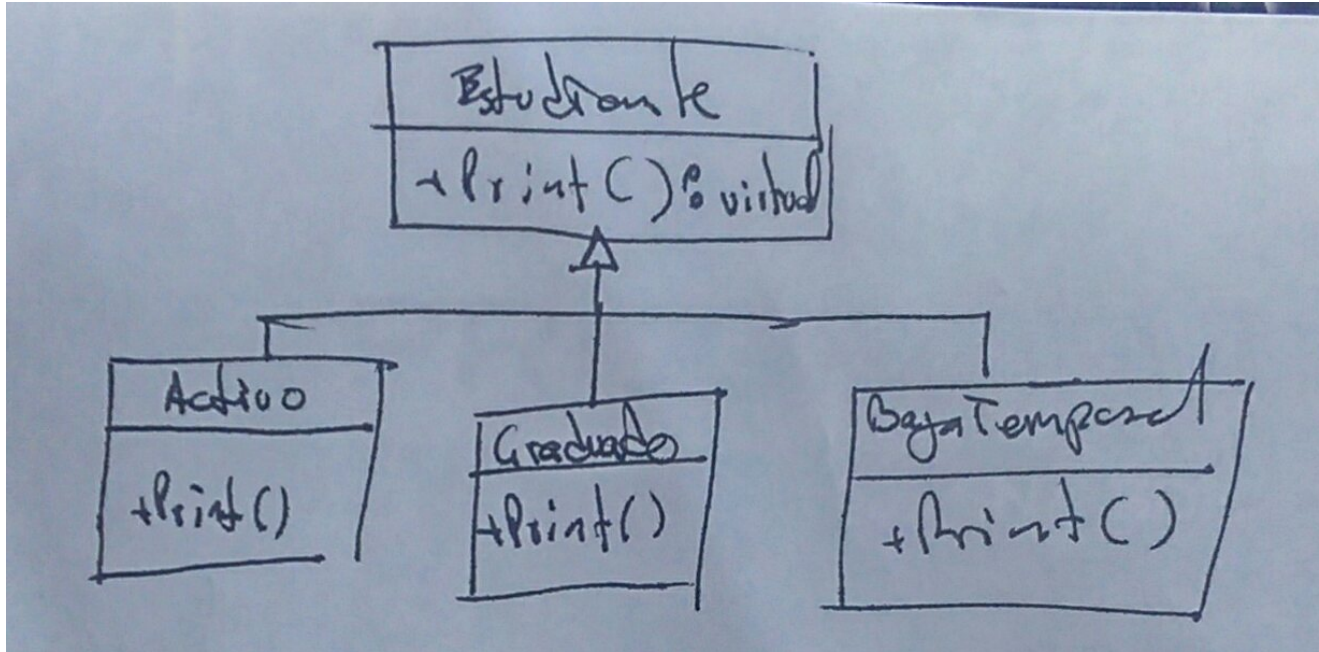 Estudiante
+Print() : virtual
Activo
+Print()
Graduado
+Print()
BajaTemporal
+Print()